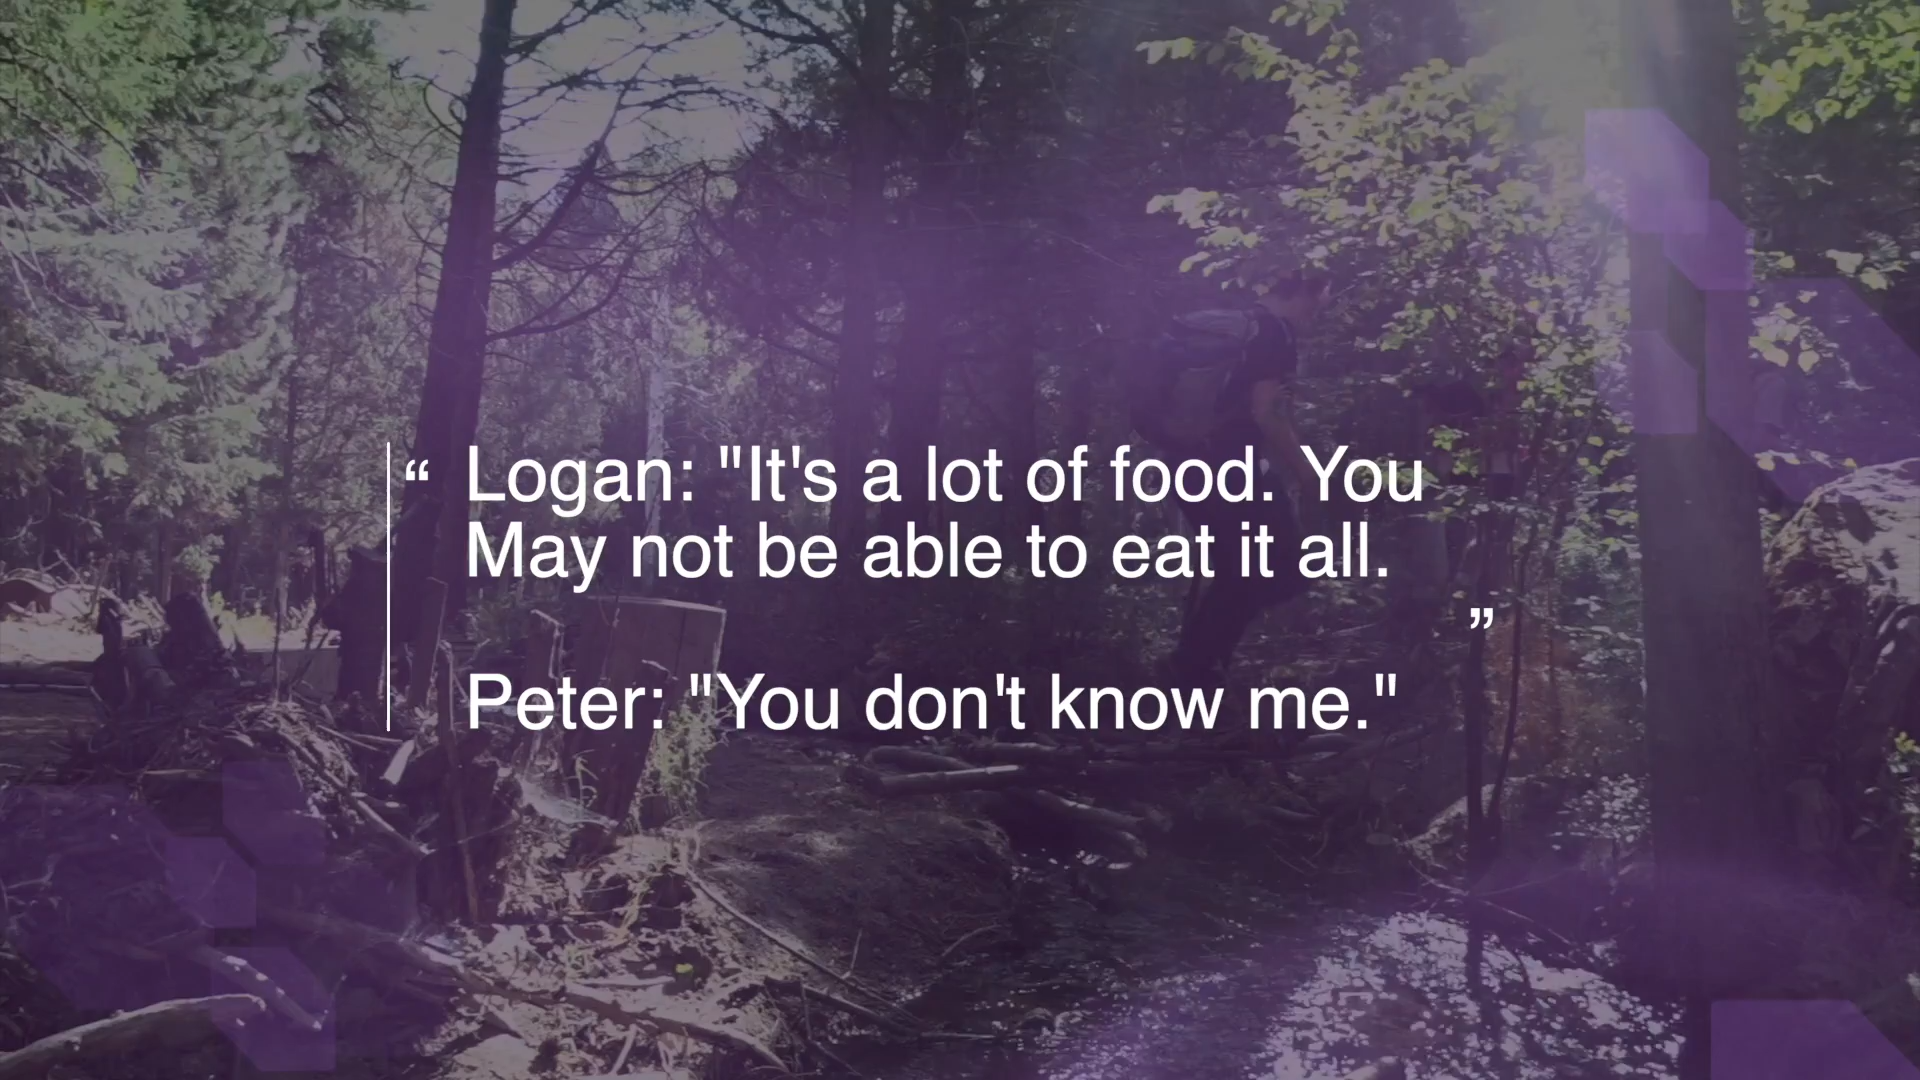 “ Logan: "It's a lot of food. You
May not be able to eat it all.
”
Peter: "You don't know me."